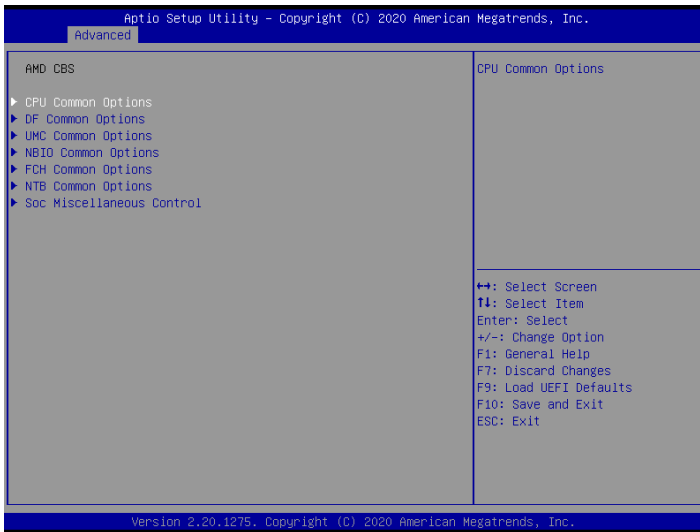 Aptio Setup Utility – Copyright (C) 2020 American Megatrends, Inc.
Advanced
AMD CBS
▶ CPU Common Options
▶ DF Common Options
▶ UMC Common Options
▶ NBIO Common Options
▶ FCH Common Options
▶ NTB Common Options
▶ Soc Miscellaneous Control
CPU Common Options
↔: Select Screen
↑↓: Select Item
Enter: Select
+/-: Change Option
F1: General Help
F7: Discard Changes
F9: Load UEFI Defaults
F10: Save and Exit
ESC: Exit
Version 2.20.1275. Copyright (C) 2020 American Megatrends, Inc.